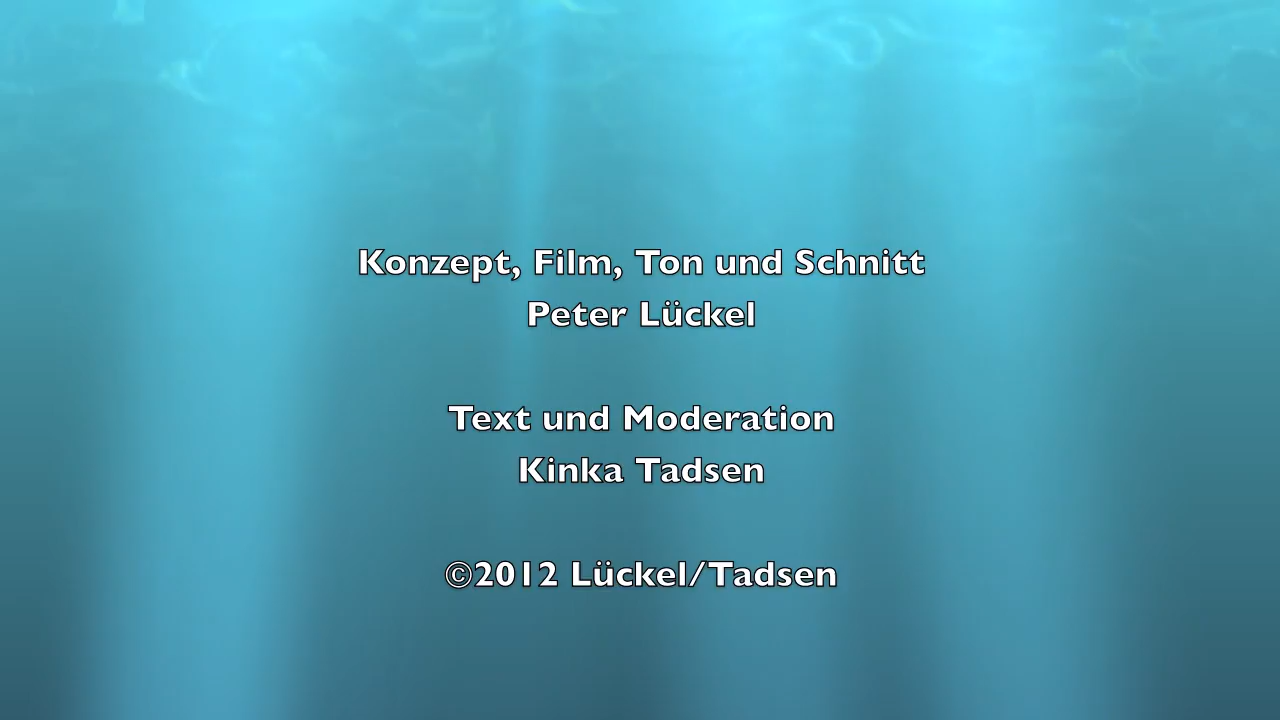 Konzept, Film, Ton und Schnitt
Peter Lückel
Text und Moderation
Kinka Tadsen
©2012 Lückel/Tadsen